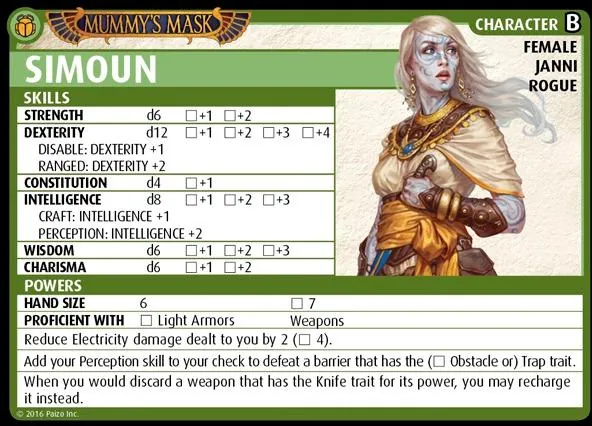 MUMMY'S MASK
CHARACTER B
SIMOUN
FEMALE
JANNI
ROGUE
SKILLS
STRENGTH d6 □ +1 □ +2
DEXTERITY d12 □ +1 □ +2 □ +3 □ +4
DISABLE: DEXTERITY +1
RANGED: DEXTERITY +2
CONSTITUTION d4 □ +1
INTELLIGENCE d8 □ +1 □ +2 □ +3
CRAFT: INTELLIGENCE +1
PERCEPTION: INTELLIGENCE +2
WISDOM d6 □ +1 □ +2 □ +3
CHARISMA d6 □ +1 □ +2
POWERS
HAND SIZE 6 □ 7
PROFICIENT WITH □ Light Armors Weapons
Reduce Electricity damage dealt to you by 2 (□ 4).
Add your Perception skill to your check to defeat a barrier that has the (□ Obstacle or) Trap trait.
When you would discard a weapon that has the Knife trait for its power, you may recharge
it instead.
© 2016 Paizo Inc.